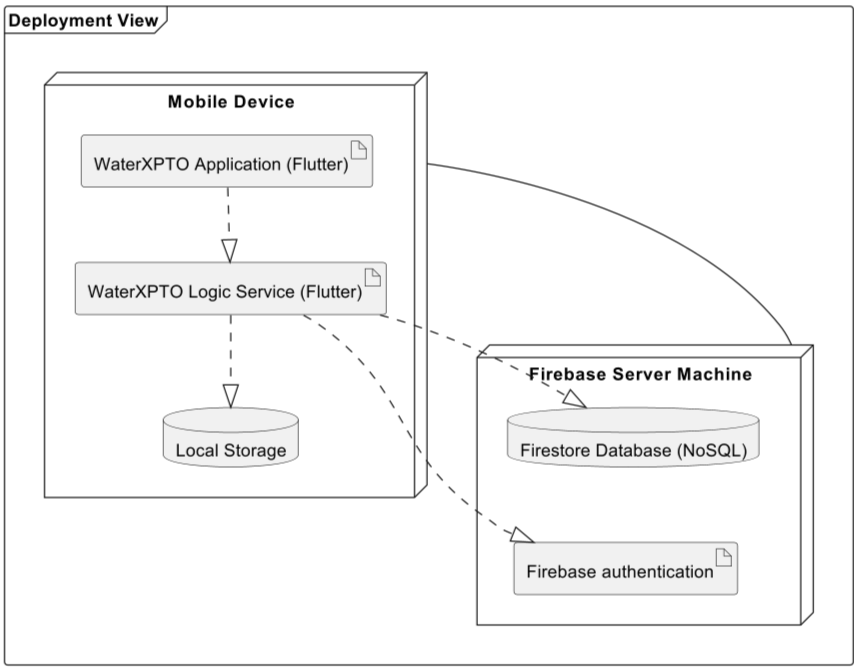 Deployment View
Mobile Device
WaterXPTO Application (Flutter)
WaterXPTO Logic Service (Flutter)
Local Storage
Firebase Server Machine
Firestore Database (NoSQL)
Firebase authentication